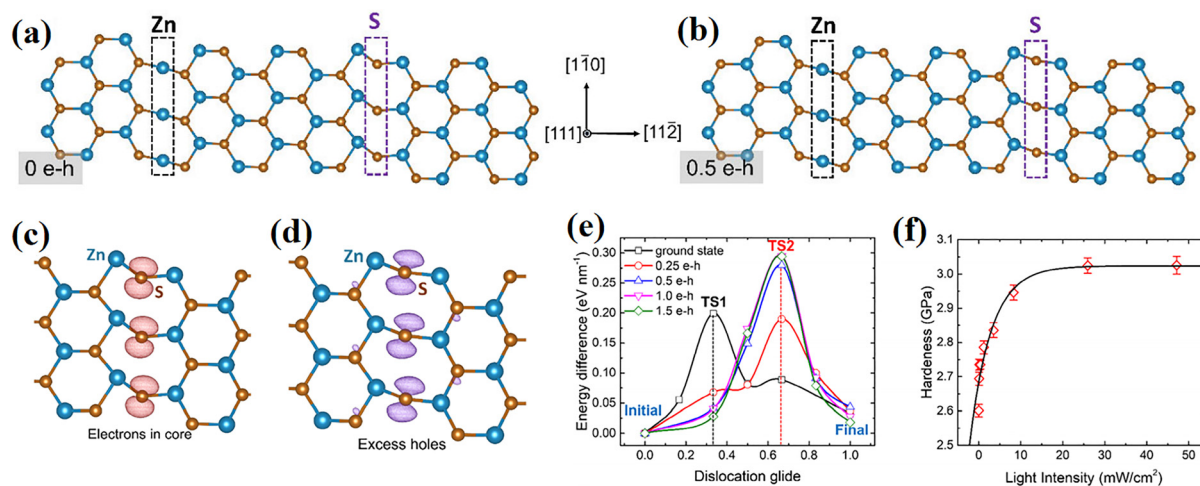 (a)
Zn
S
0 e-h
[11̅0]
[111]
[112̅]
(b)
Zn
S
0.5 e-h
(c)
Zn
S
Electrons in core
(d)
Zn
S
Excess holes
(e)
Energy difference (eV nm⁻¹)
0.30
0.25
0.20
0.15
0.10
0.05
0.00
ground state
0.25 e-h
0.5 e-h
1.0 e-h
1.5 e-h
TS1
TS2
Initial
Final
0.0 0.2 0.4 0.6 0.8 1.0
Dislocation glide
(f)
Hardeness (GPa)
3.1
3.0
2.9
2.8
2.7
2.6
2.5
0 10 20 30 40 50
Light Intensity (mW/cm²)